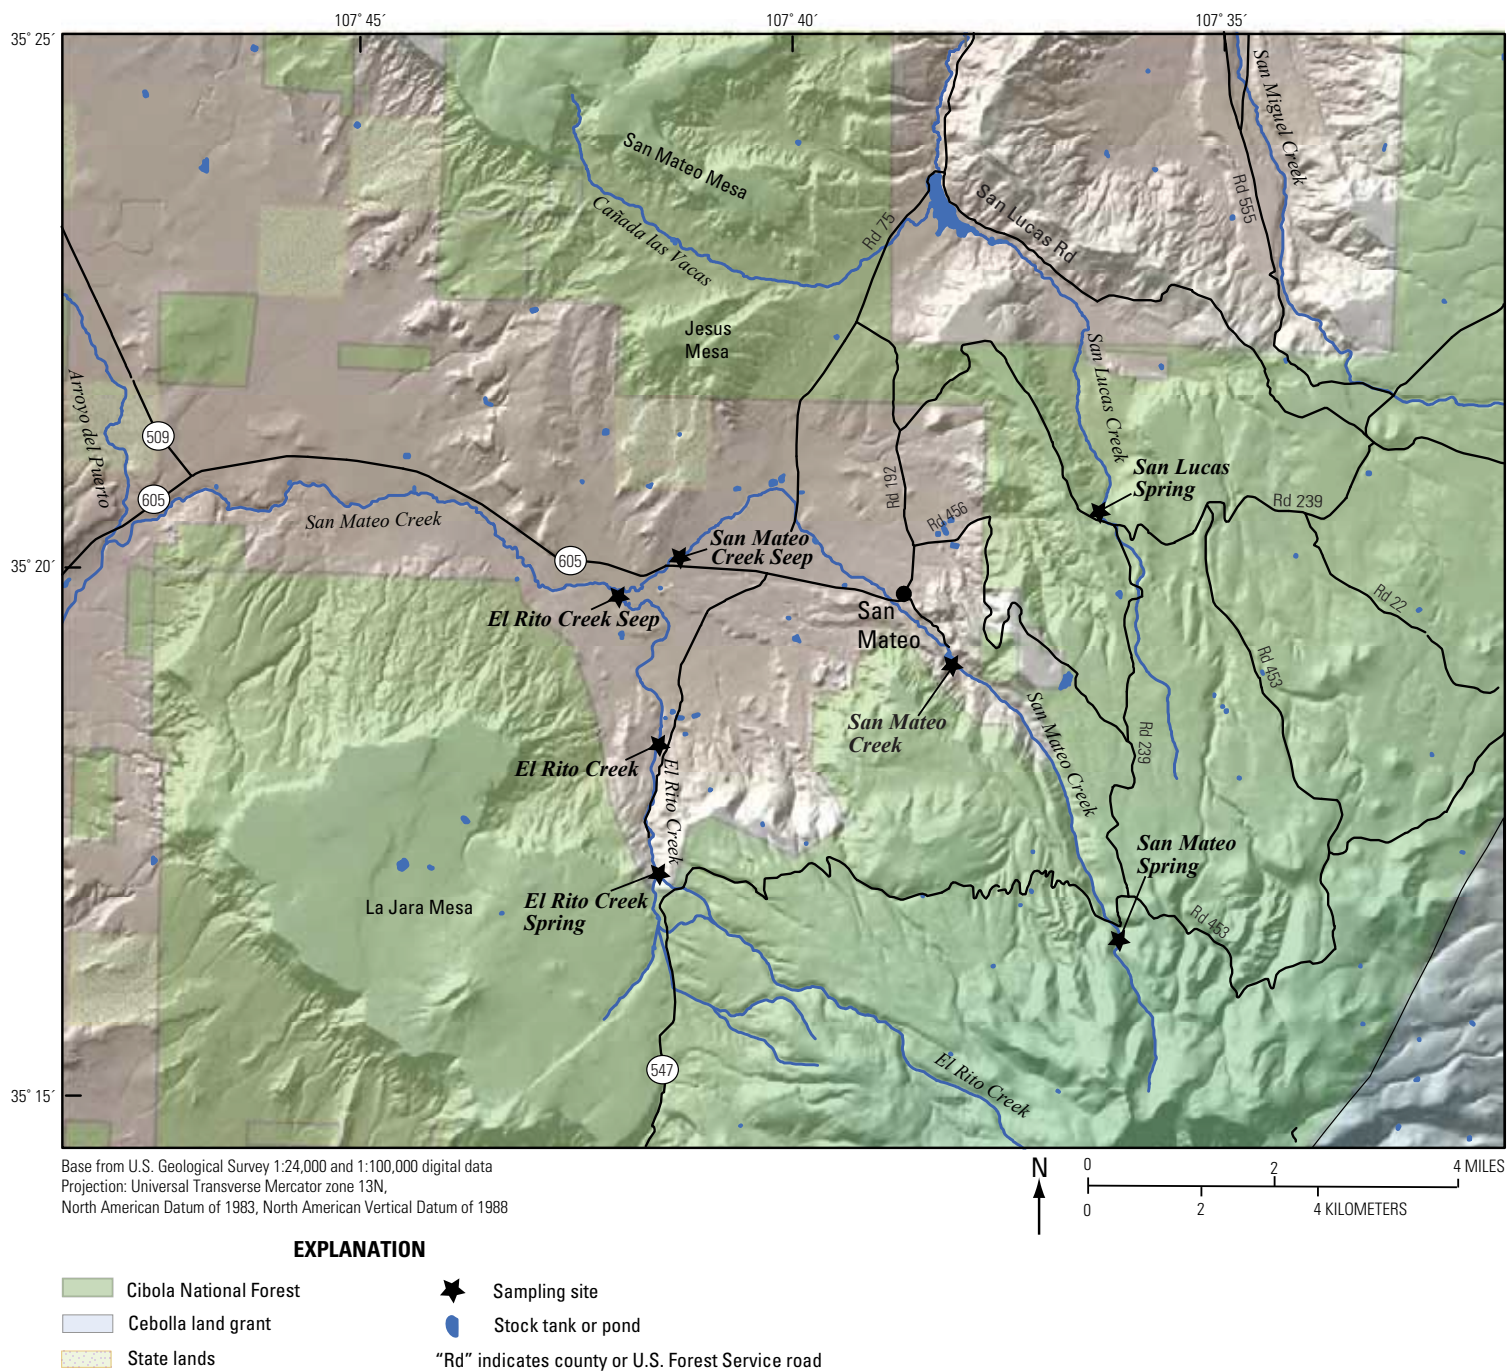 107° 45´
107° 40´
107° 35´
35° 25´
San Miguel Creek
San Mateo Mesa
Rd 555
San Lucas Rd
Cañada las Vacas
Rd 75
Jesus
Mesa
San Lucas Creek
Arroyo del Puerto
509
San Lucas
Spring
605
Rd 192
Rd 239
San Mateo Creek
Rd 456
San Mateo
Creek Seep
605
35° 20´
Rd 22
San
Mateo
El Rito Creek Seep
Rd 453
San Mateo
Creek
San Mateo Creek
Rd 239
El Rito Creek
El Rito Creek
San Mateo
Spring
El Rito Creek
Spring
La Jara Mesa
Rd 453
El Rito Creek
547
35° 15´
Base from U.S. Geological Survey 1:24,000 and 1:100,000 digital data
Projection: Universal Transverse Mercator zone 13N,
North American Datum of 1983, North American Vertical Datum of 1988
N
0 2 4 MILES
0 2 4 KILOMETERS
EXPLANATION
Cibola National Forest
Sampling site
Cebolla land grant
Stock tank or pond
State lands
“Rd” indicates county or U.S. Forest Service road